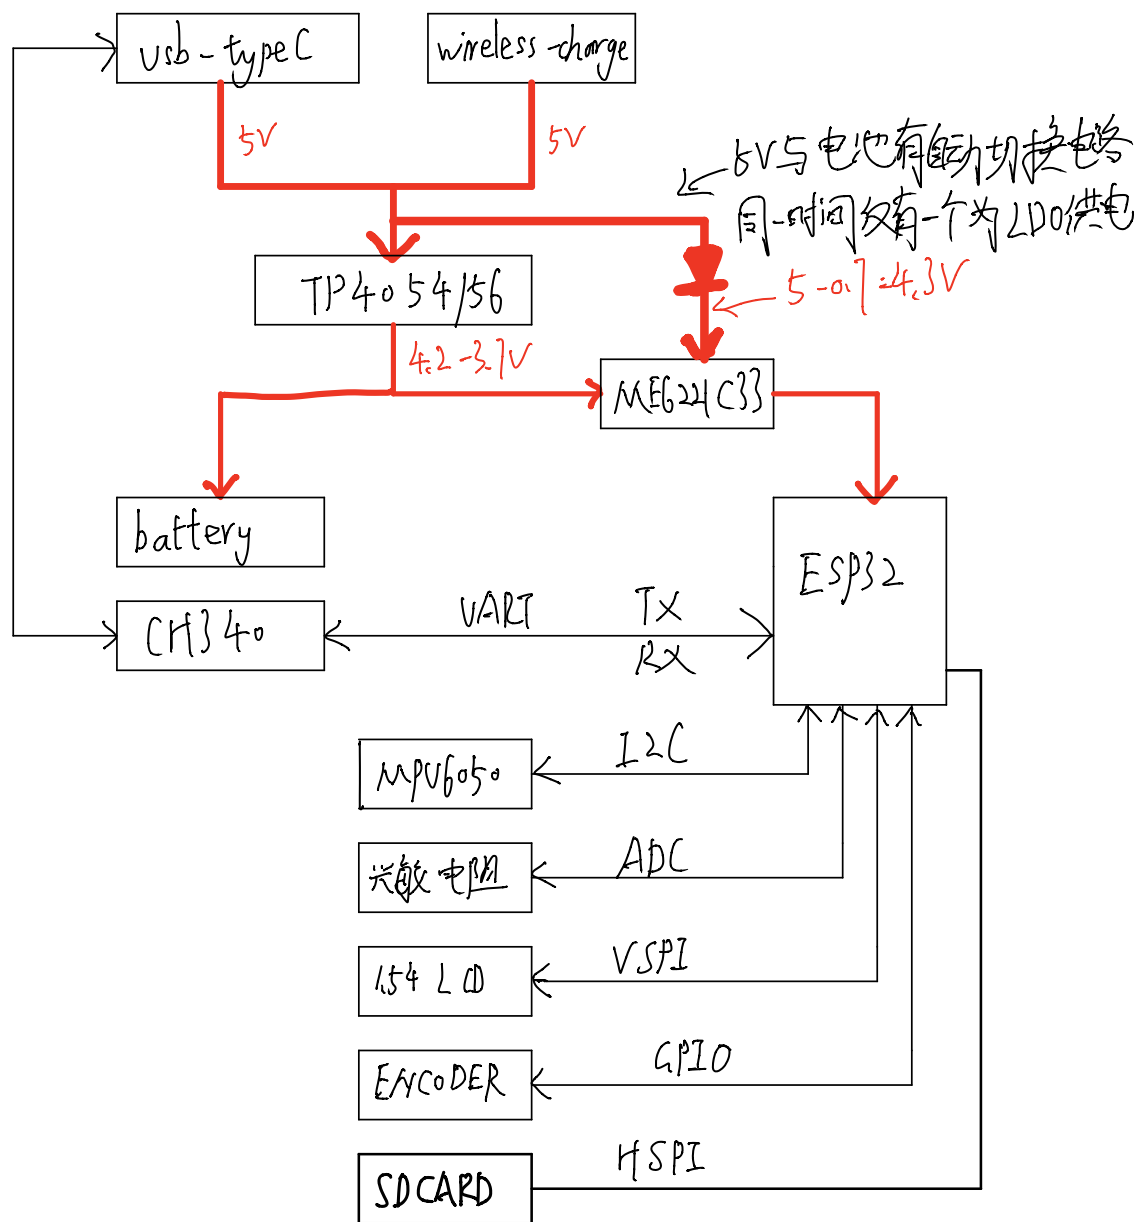 usb-typeC
wireless-charge
5V
5V
5V与电池有自动切换电路
同一时间仅有一个为LDO供电
TP4054/56
5-0.7=4.3V
4.2-3.7V
ME6221C33
battery
ESP32
CH340
UART
TX
RX
MPU6050
I2C
光敏电阻
ADC
1.54 LCD
VSPI
ENCODER
GPIO
SDCARD
HSPI